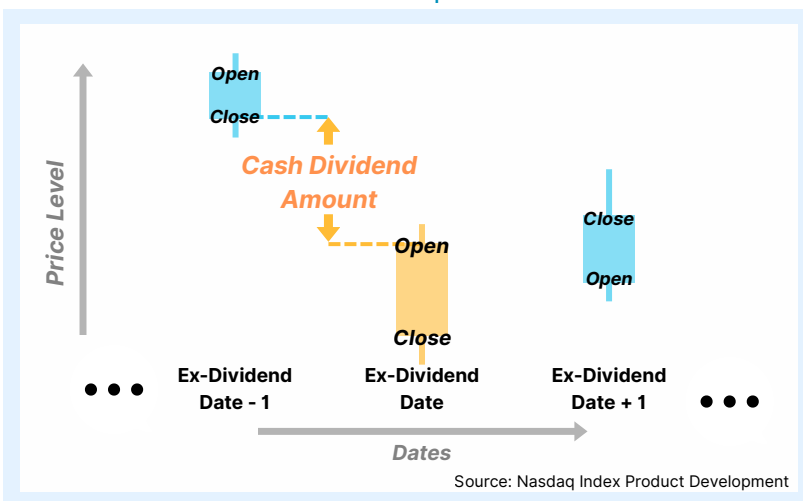 Open
Close
Cash Dividend
Amount
Price Level
Open
Close
Close
Open
Ex-Dividend
Date - 1
Ex-Dividend
Date
Ex-Dividend
Date + 1
Dates
Source: Nasdaq Index Product Development